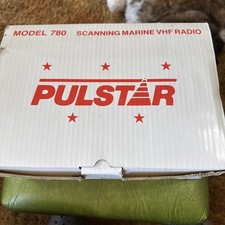 MODEL 780 SCANNING MARINE VHF RADIO
PULSTAR